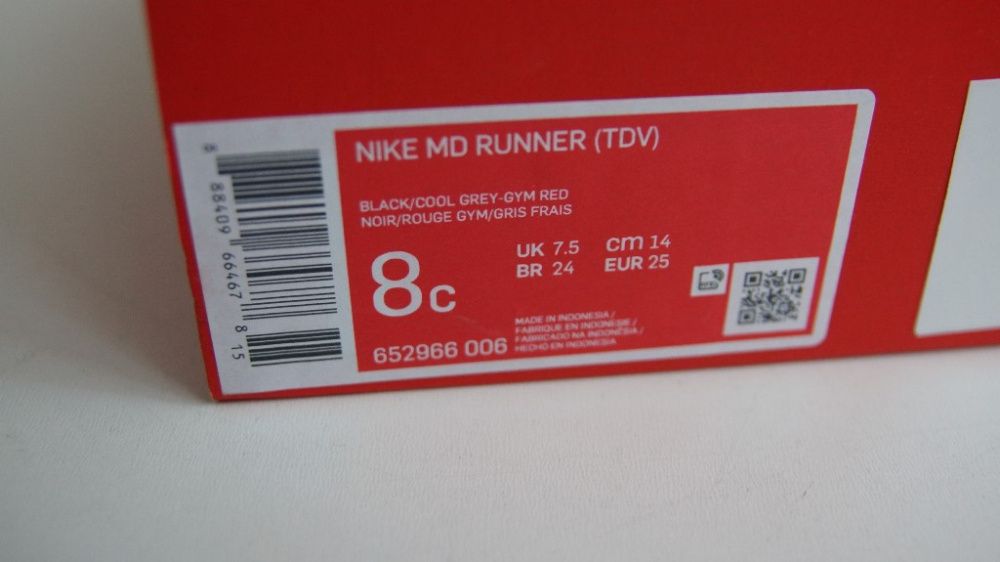 NIKE MD RUNNER (TDV)
BLACK/COOL GREY-GYM RED
NOIR/ROUGE GYM/GRIS FRAIS
8C
UK 7.5 cm 14
BR 24 EUR 25
652966 006
MADE IN INDONESIA /
FABRIQUE EN INDONESIE /
FABRICADO NA INDONÉSIA /
HECHO EN INDONESIA
8 88409 66467 8 15